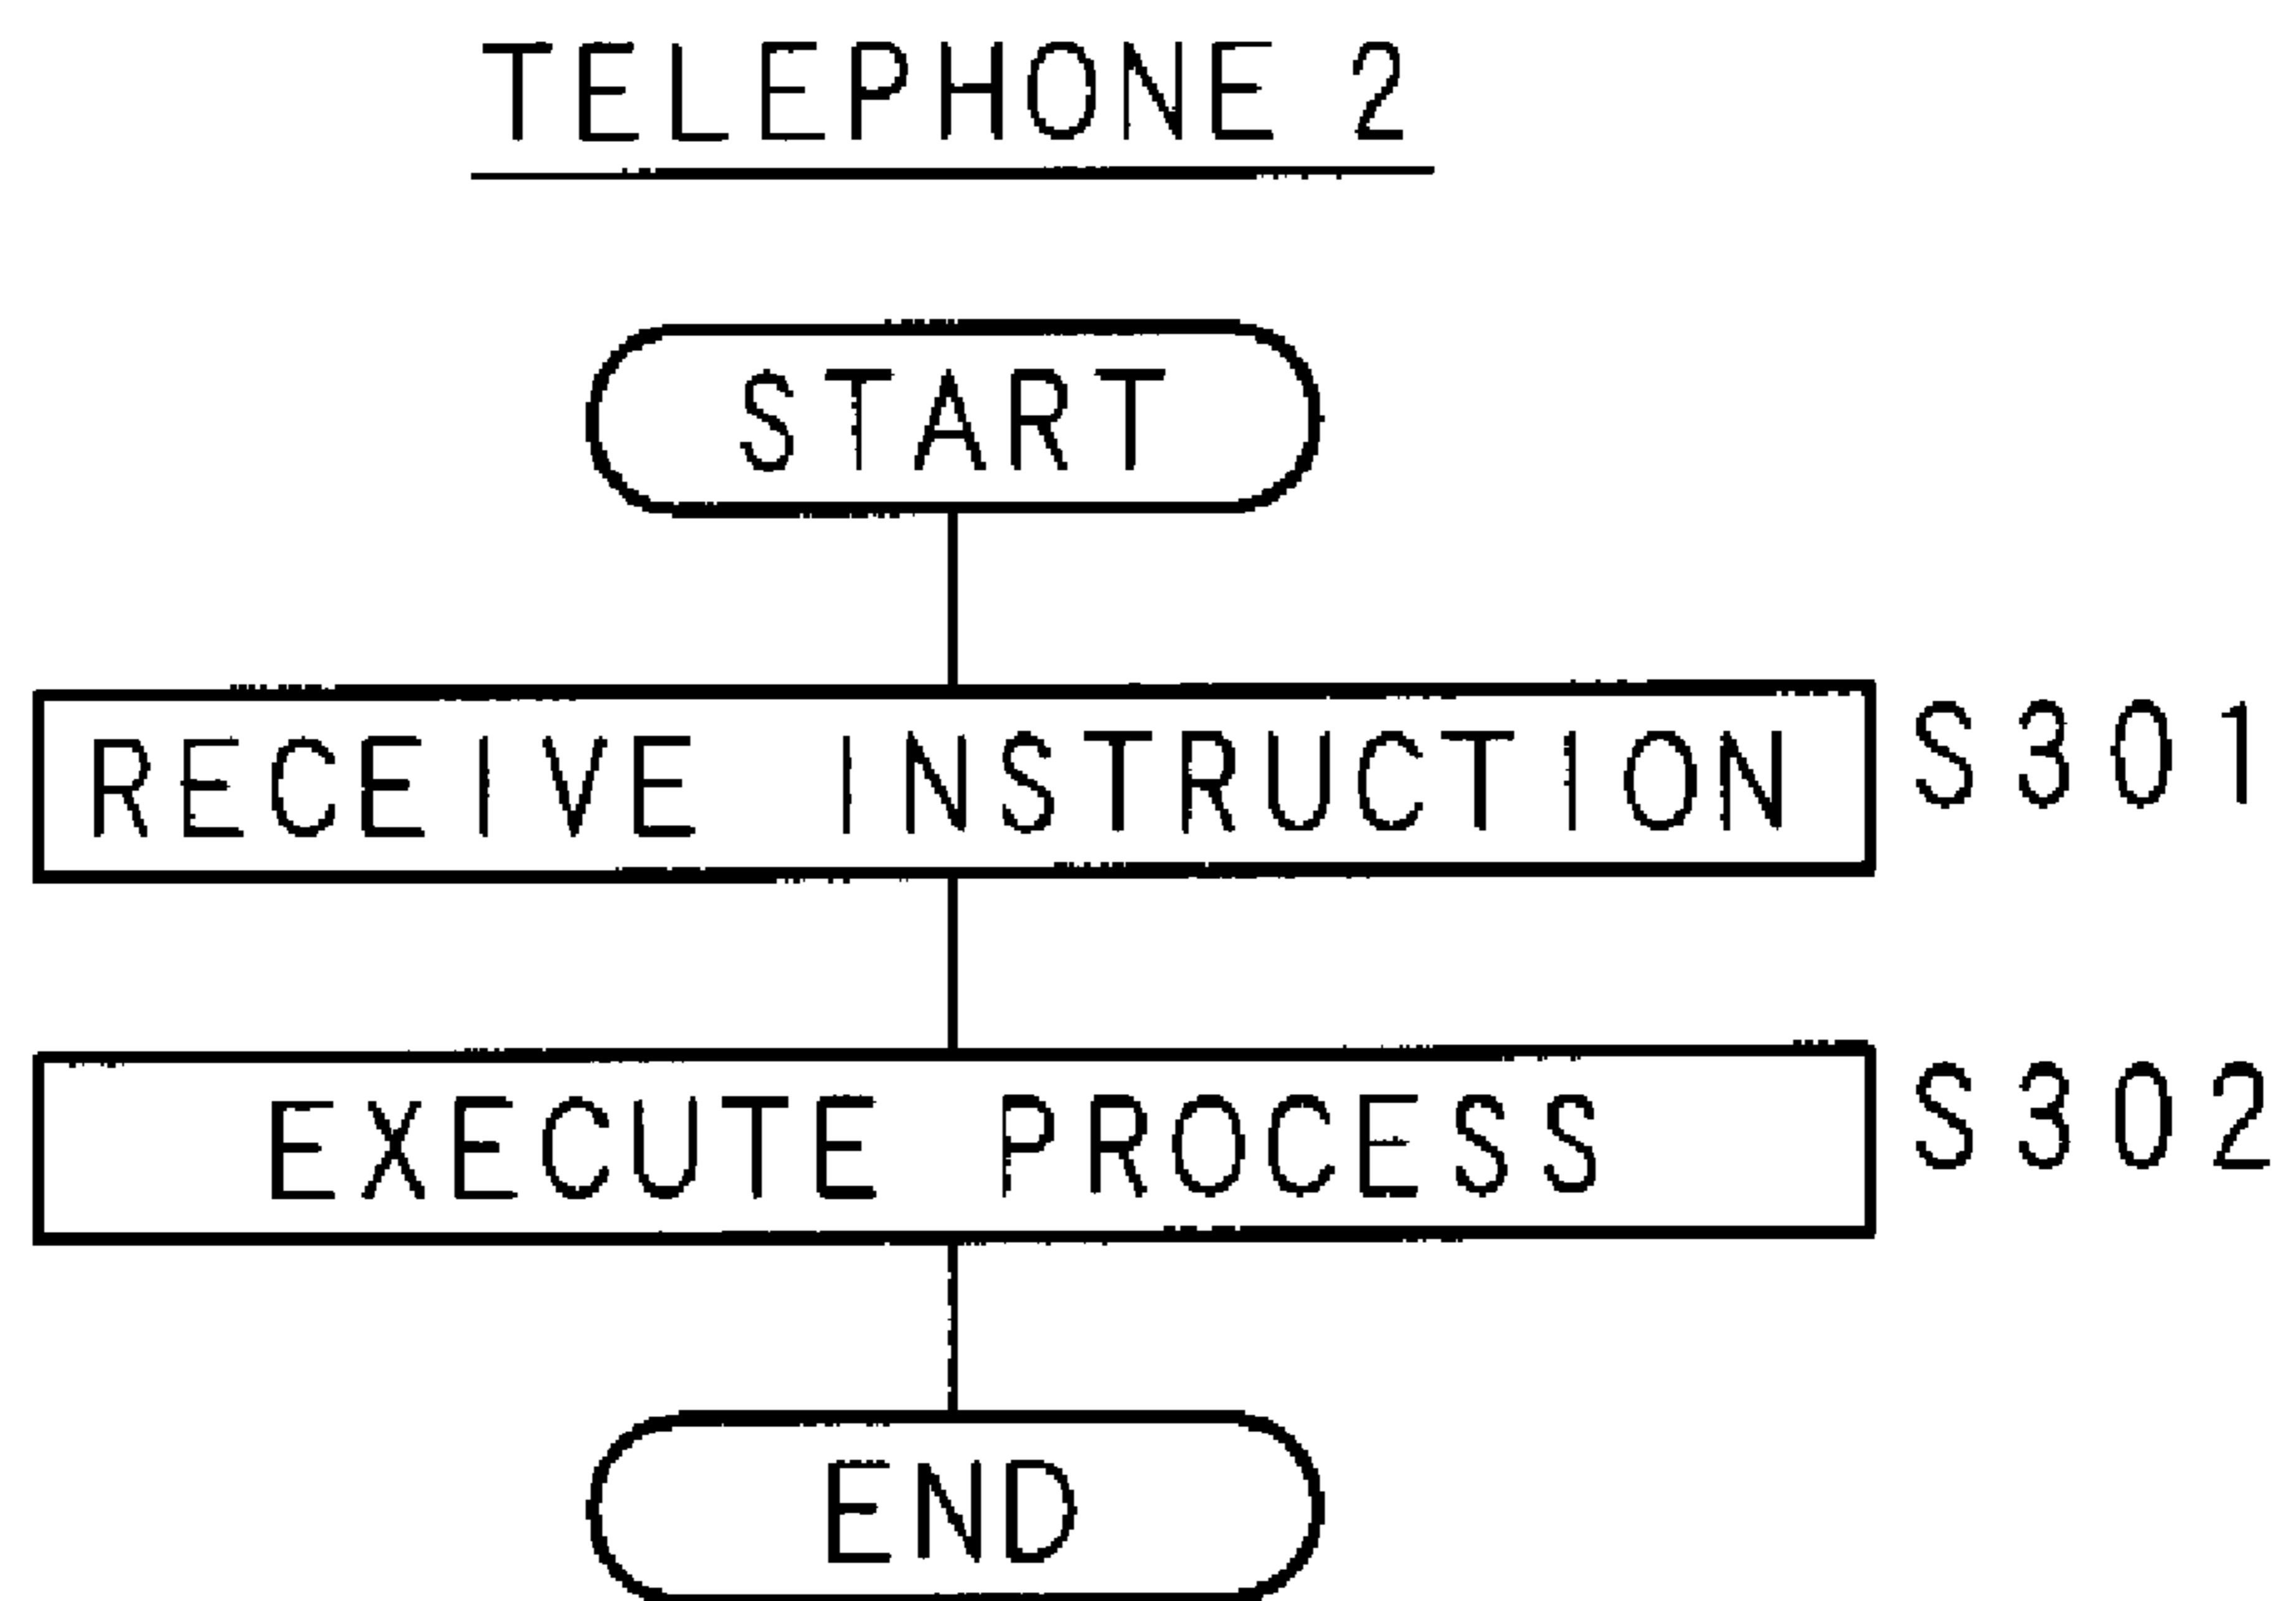 TELEPHONE 2
START
RECEIVE INSTRUCTION S301
EXECUTE PROCESS S302
END